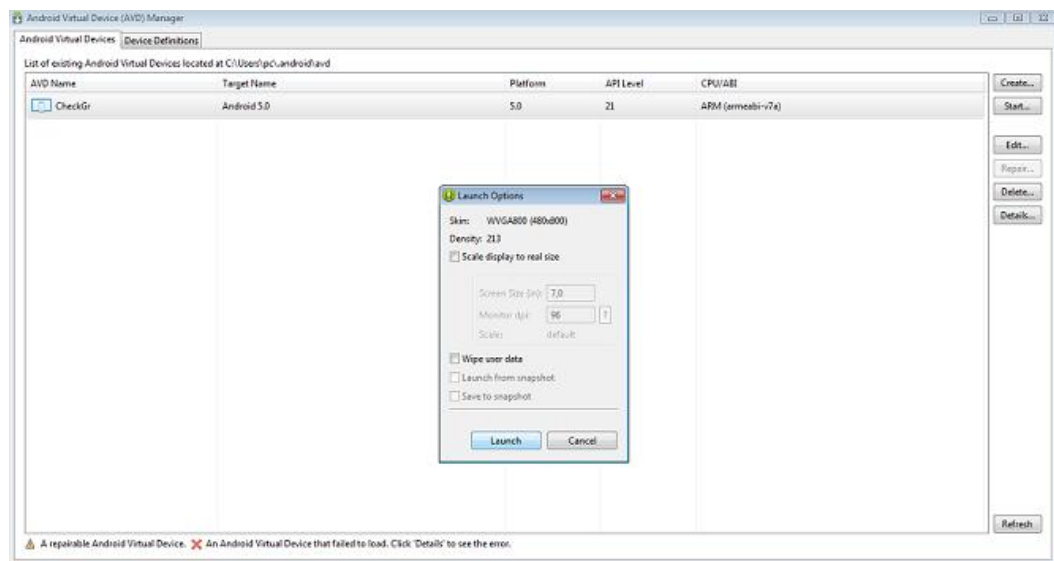 Android Virtual Device (AVD) Manager
Android Virtual Devices Device Definitions
List of existing Android Virtual Devices located at C:\Users\pc\.android\avd
AVD Name Target Name Platform API Level CPU/ABI Create...
CheckGr Android 5.0 5.0 21 ARM (armeabi-v7a) Start...
Edit...
Repair...
Delete...
Details...
Launch Options
Skin: WVGA800 (480x800)
Density: 213
Scale display to real size
Screen Size (in): 7,0
Monitor dpi: 96 ?
Scale: default
Wipe user data
Launch from snapshot
Save to snapshot
Launch Cancel
Refresh
A repairable Android Virtual Device. An Android Virtual Device that failed to load. Click 'Details' to see the error.